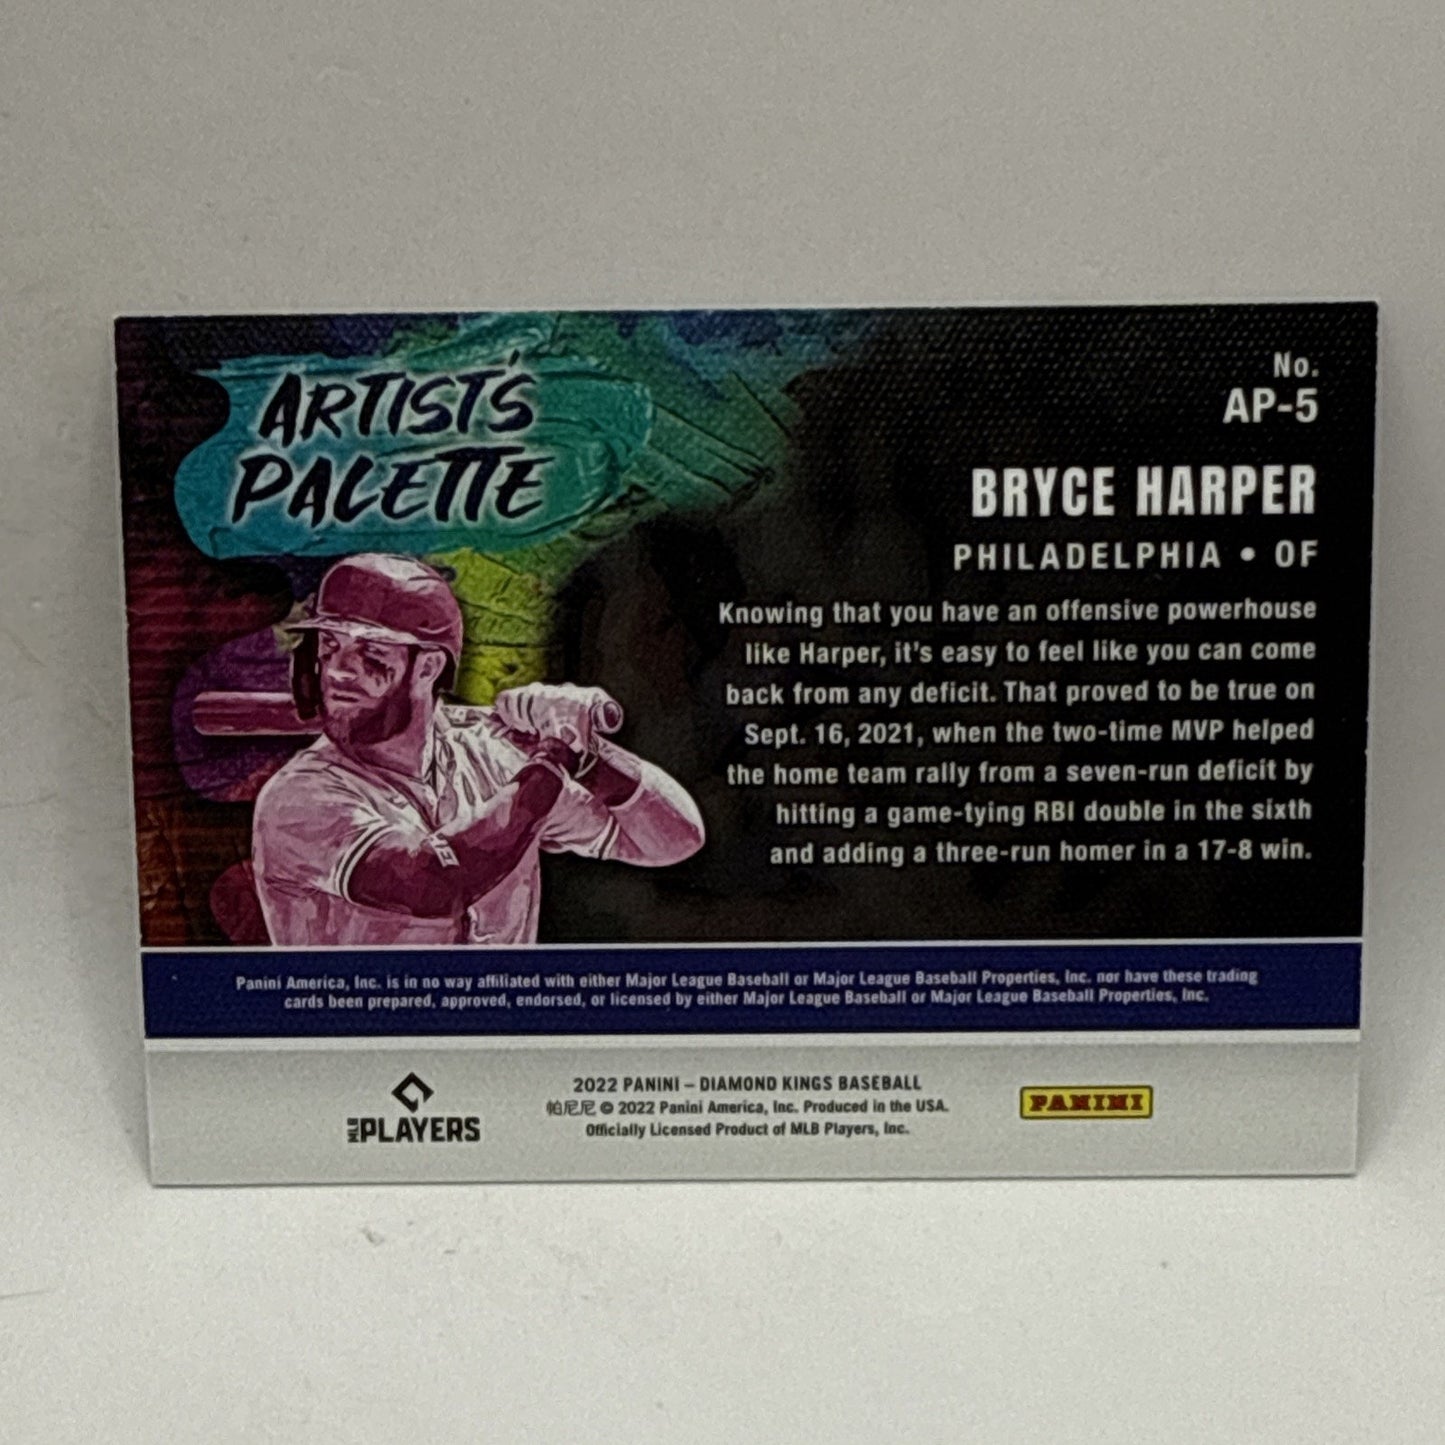 ARTIST'S
PALETTE
No.
AP-5
BRYCE HARPER
PHILADELPHIA • OF
Knowing that you have an offensive powerhouse
like Harper, it's easy to feel like you can come
back from any deficit. That proved to be true on
Sept. 16, 2021, when the two-time MVP helped
the home team rally from a seven-run deficit by
hitting a game-tying RBI double in the sixth
and adding a three-run homer in a 17-8 win.
Panini America, Inc. is in no way affiliated with either Major League Baseball or Major League Baseball Properties, Inc. nor have these trading
cards been prepared, approved, endorsed, or licensed by either Major League Baseball or Major League Baseball Properties, Inc.
MLB PLAYERS
2022 PANINI – DIAMOND KINGS BASEBALL
帕尼尼 © 2022 Panini America, Inc. Produced in the USA.
Officially Licensed Product of MLB Players, Inc.
PANINI